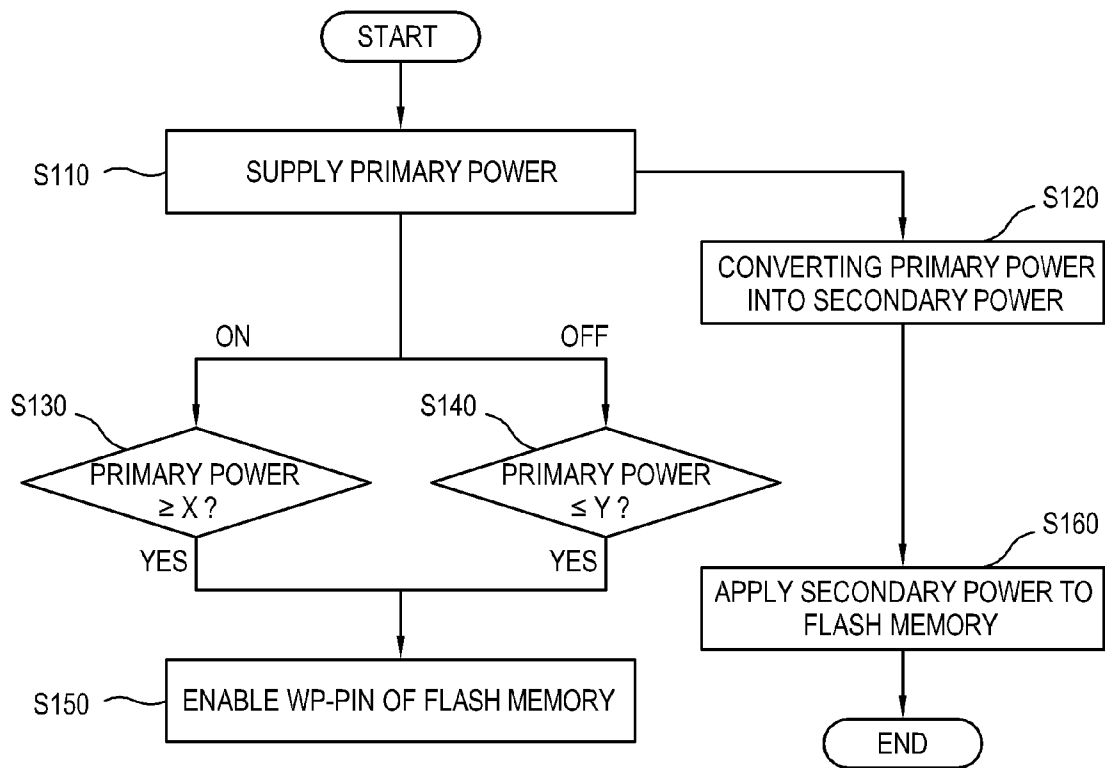 START
S110
SUPPLY PRIMARY POWER
S120
CONVERTING PRIMARY POWER
INTO SECONDARY POWER
ON
OFF
S130
S140
PRIMARY POWER
≥ X ?
PRIMARY POWER
≤ Y ?
YES
YES
S160
APPLY SECONDARY POWER TO
FLASH MEMORY
S150
ENABLE WP-PIN OF FLASH MEMORY
END